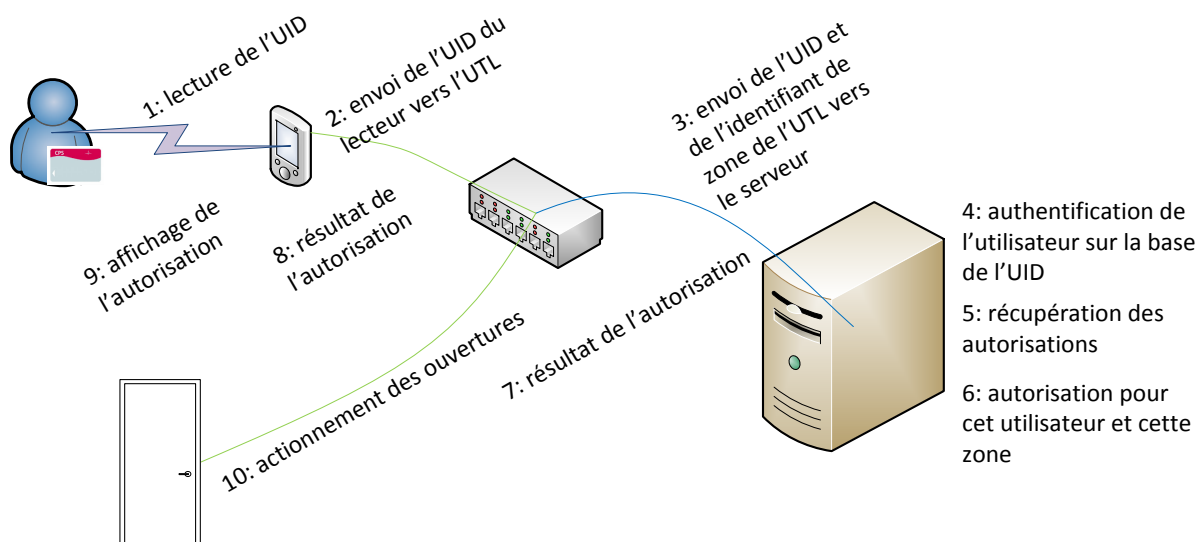 1: lecture de l'UID
2: envoi de l'UID du
lecteur vers l'UTL
3: envoi de l'UID et
de l'identifiant de
zone de l'UTL vers
le serveur
CPS
4: authentification de
l'utilisateur sur la base
de l'UID
5: récupération des
autorisations
6: autorisation pour
cet utilisateur et cette
zone
7: résultat de l'autorisation
8: résultat de
l'autorisation
9: affichage de
l'autorisation
10: actionnement des ouvertures